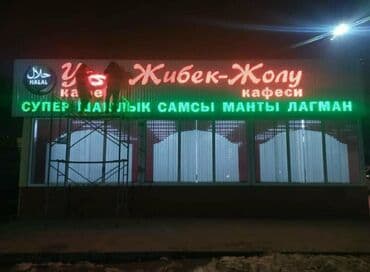 حلال
HALAL
Жибек-Жолу
кафе
кафеси
СУПЕР САМСЫ МАНТЫ ЛАГМАН